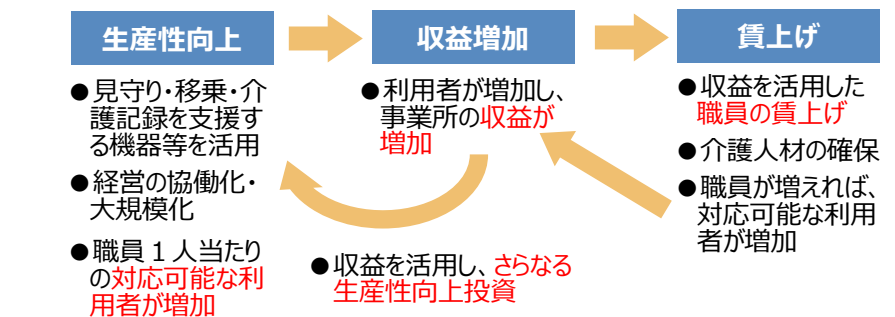 生産性向上
●見守り・移乗・介
護記録を支援す
る機器等を活用
●経営の協働化・
大規模化
●職員１人当たり
の対応可能な利
用者が増加
収益増加
●利用者が増加し、
事業所の収益が
増加
●収益を活用し、さらなる
生産性向上投資
賃上げ
●収益を活用した
職員の賃上げ
●介護人材の確保
●職員が増えれば、
対応可能な利用
者が増加